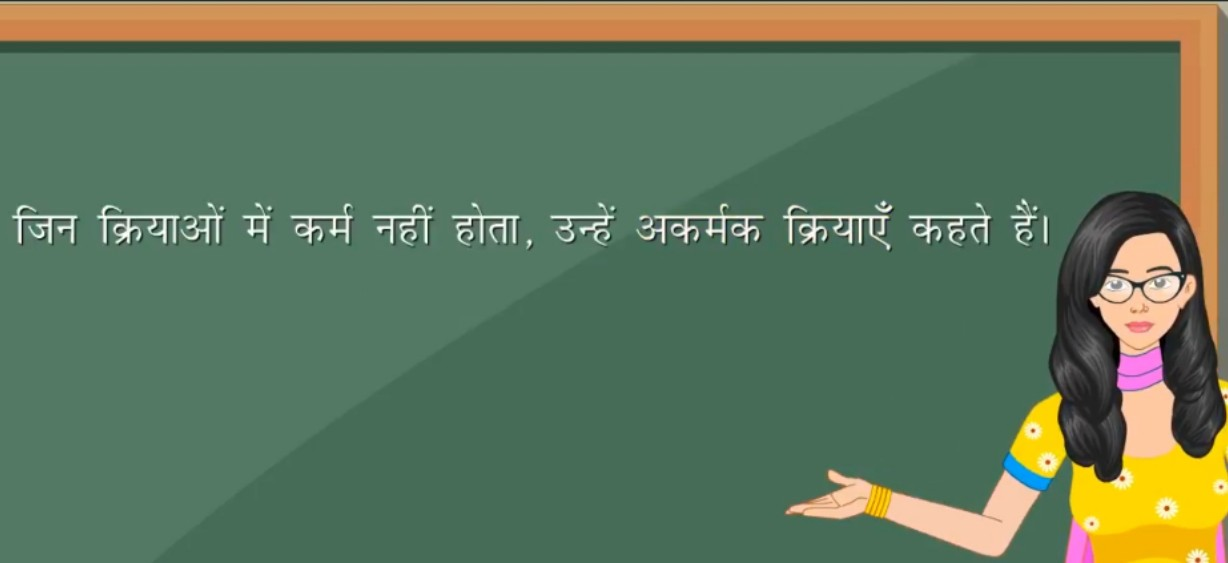 जिन क्रियाओं में कर्म नहीं होता, उन्हें अकर्मक क्रियाएँ कहते हैं।